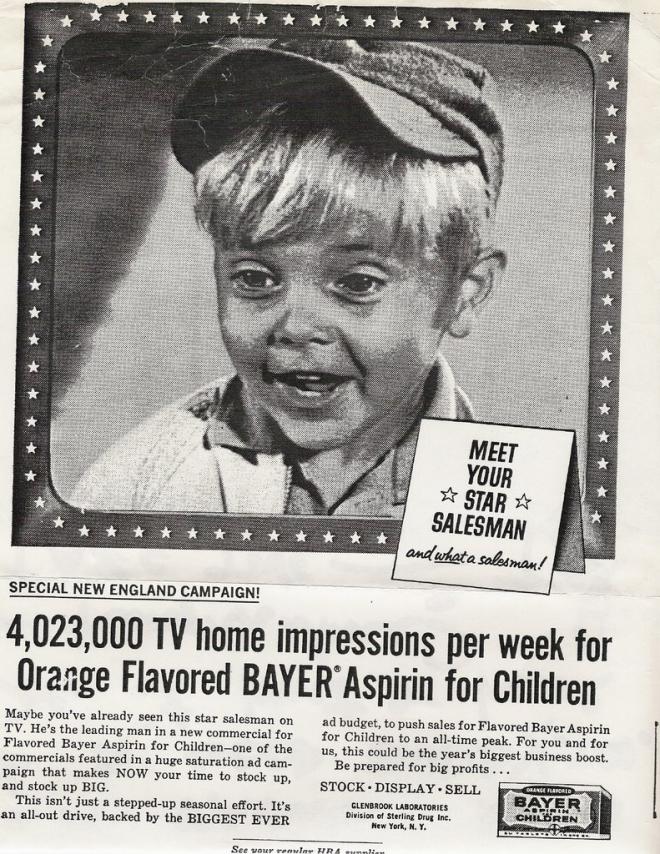 MEET
YOUR
STAR
SALESMAN
and what a salesman!
SPECIAL NEW ENGLAND CAMPAIGN!
4,023,000 TV home impressions per week for
Orange Flavored BAYER® Aspirin for Children
Maybe you've already seen this star salesman on
TV. He's the leading man in a new commercial for
Flavored Bayer Aspirin for Children—one of the
commercials featured in a huge saturation ad cam-
paign that makes NOW your time to stock up,
and stock up BIG.
This isn't just a stepped-up seasonal effort. It's
an all-out drive, backed by the BIGGEST EVER
ad budget, to push sales for Flavored Bayer Aspirin
for Children to an all-time peak. For you and for
us, this could be the year's biggest business boost.
Be prepared for big profits . . .
STOCK · DISPLAY · SELL
GLENBROOK LABORATORIES
Division of Sterling Drug Inc.
New York, N. Y.
ORANGE FLAVORED
BAYER
ASPIRIN
FOR
CHILDREN
See your regular HBA supplier